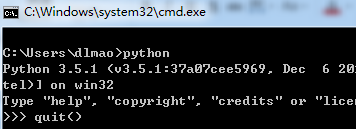 C:\Windows\system32\cmd.exe
C:\Users\dlmao>python
Python 3.5.1 (v3.5.1:37a07cee5969, Dec  6 201
tel)] on win32
Type "help", "copyright", "credits" or "lice
>>> quit()